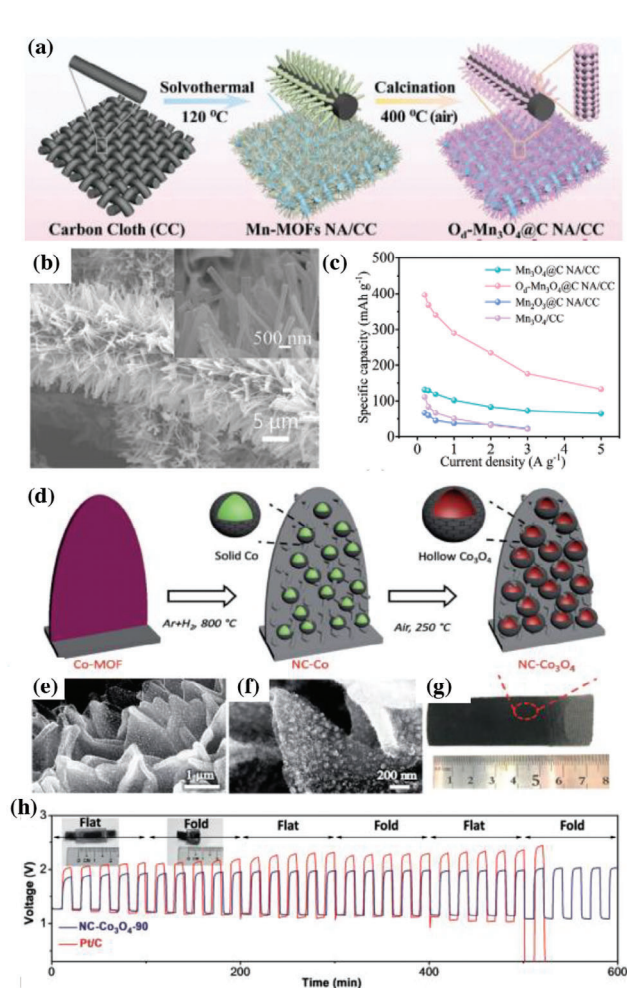 (a)
Solvothermal
120 ⁰C
Calcination
400 ⁰C (air)
Carbon Cloth (CC)
Mn-MOFs NA/CC
Od-Mn₃O₄@C NA/CC
(b)
500 nm
5 μm
(c)
Specific capacity (mAh g⁻¹)
500
400
300
200
100
0
Mn₃O₄@C NA/CC
Od-Mn₃O₄@C NA/CC
Mn₂O₃@C NA/CC
Mn₃O₄/CC
0 1 2 3 4 5
Current density (A g⁻¹)
(d)
Solid Co
Hollow Co₃O₄
Ar+H₂, 800 °C
Air, 250 °C
Co-MOF
NC-Co
NC-Co₃O₄
(e)
1 μm
(f)
200 nm
(g)
1 2 3 4 5 6 7 8
(h)
Voltage (V)
3
2
1
Flat
Fold
Flat
Fold
Flat
Fold
NC-Co₃O₄-90
Pt/C
0 200 400 600
Time (min)